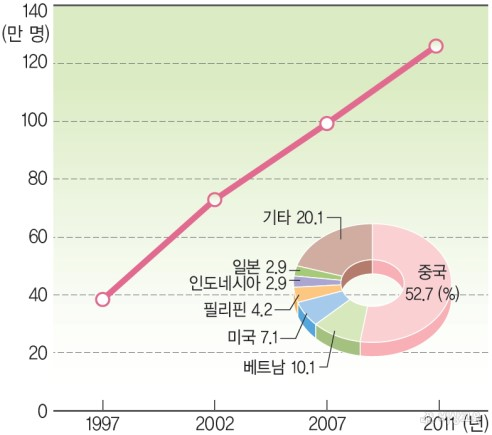 140
(만 명)
120
100
80
60
40
20
0
1997
2002
2007
2011 (년)
기타 20.1
일본 2.9
인도네시아 2.9
필리핀 4.2
미국 7.1
베트남 10.1
중국
52.7 (%)